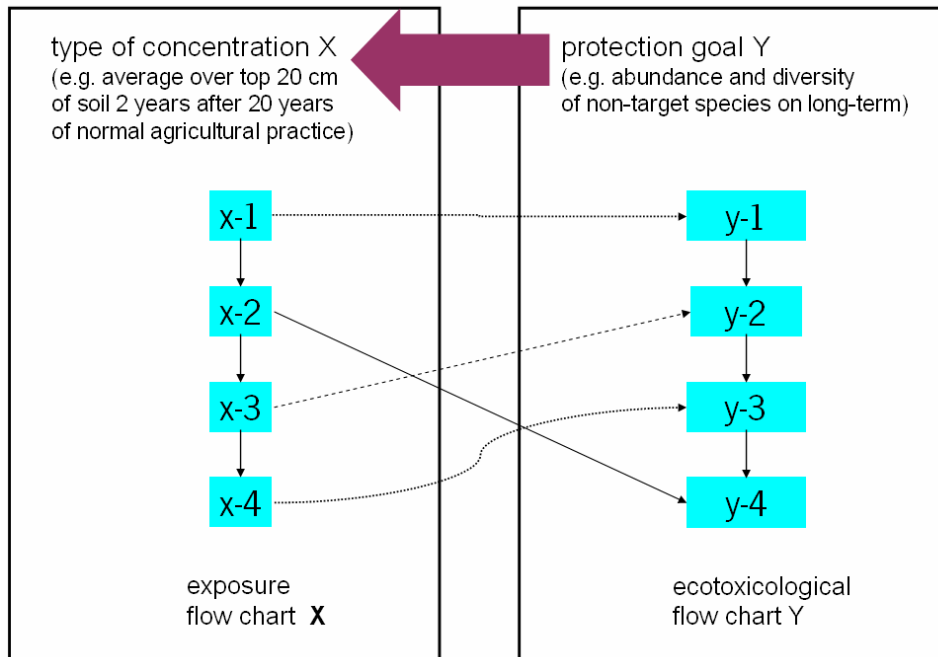 type of concentration X
(e.g. average over top 20 cm
of soil 2 years after 20 years
of normal agricultural practice)
x-1
x-2
x-3
x-4
exposure
flow chart X
protection goal Y
(e.g. abundance and diversity
of non-target species on long-term)
y-1
y-2
y-3
y-4
ecotoxicological
flow chart Y